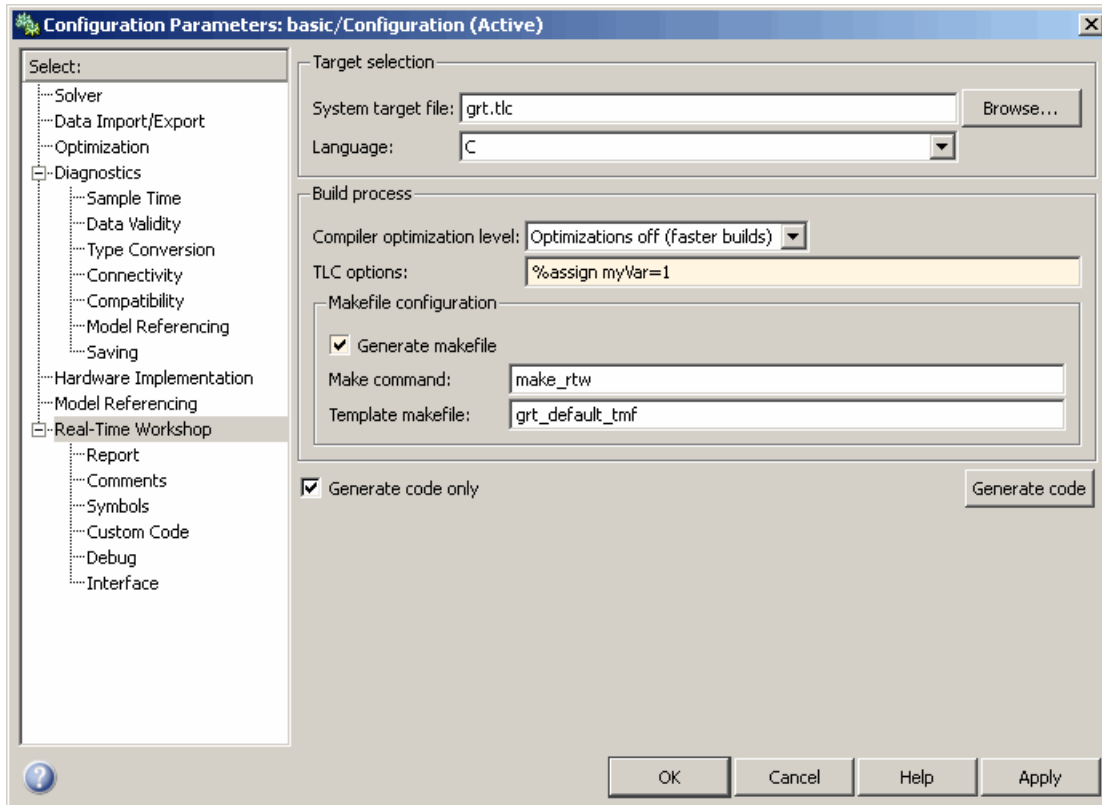 Configuration Parameters: basic/Configuration (Active)
Select:
Solver
Data Import/Export
Optimization
Diagnostics
Sample Time
Data Validity
Type Conversion
Connectivity
Compatibility
Model Referencing
Saving
Hardware Implementation
Model Referencing
Real-Time Workshop
Report
Comments
Symbols
Custom Code
Debug
Interface
Target selection
System target file: grt.tlc Browse...
Language: C
Build process
Compiler optimization level: Optimizations off (faster builds)
TLC options: %assign myVar=1
Makefile configuration
Generate makefile
Make command: make_rtw
Template makefile: grt_default_tmf
Generate code only Generate code
? OK Cancel Help Apply